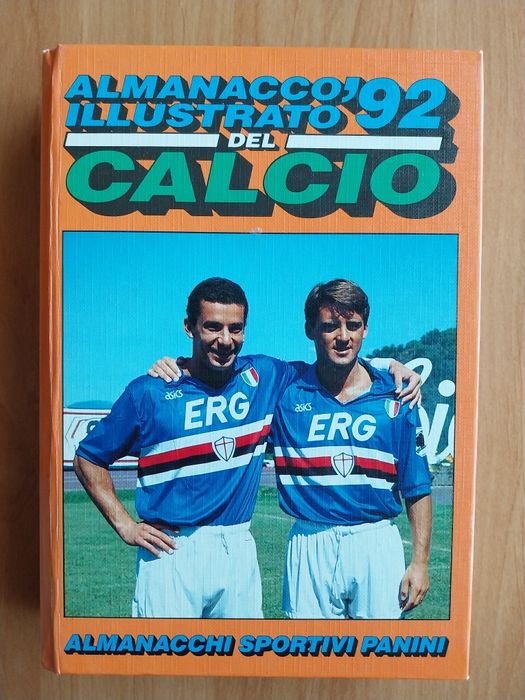 ALMANACCO '92
ILLUSTRATO
DEL
CALCIO
asics
asics
ERG
ERG
ALMANACCHI SPORTIVI PANINI